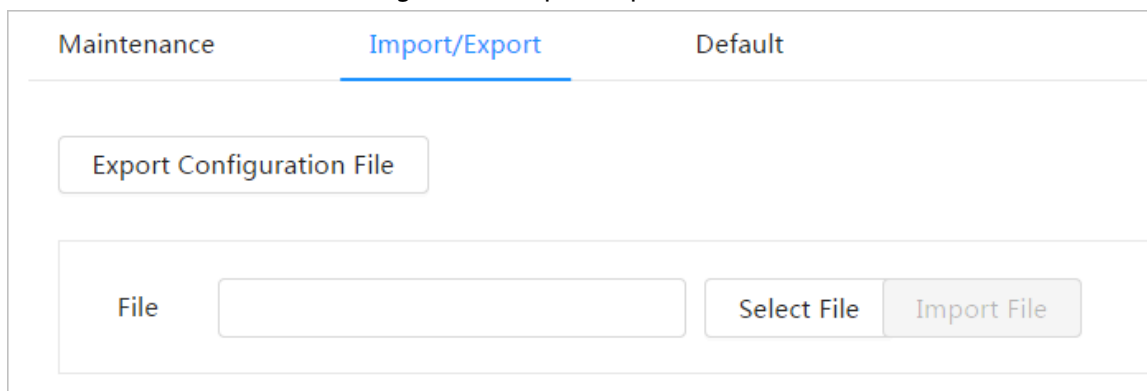 Maintenance Import/Export Default
Export Configuration File
File Select File Import File